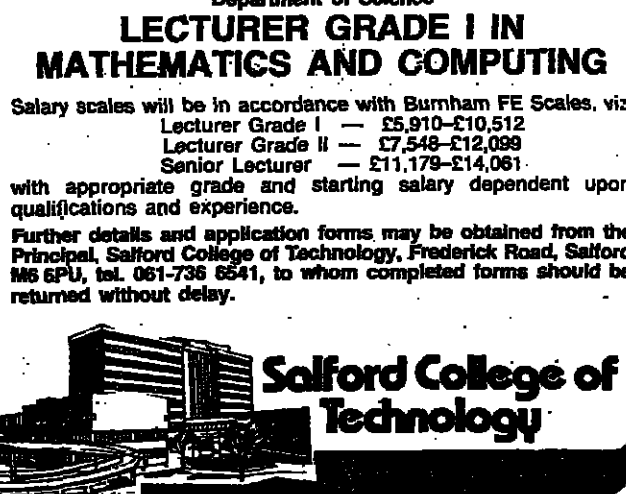 Department of Science
LECTURER GRADE I IN
MATHEMATICS AND COMPUTING
Salary scales will be in accordance with Burnham FE Scales, viz
Lecturer Grade I — £5,910–£10,512
Lecturer Grade II — £7,548–£12,099
Senior Lecturer — £11,179–£14,061
with appropriate grade and starting salary dependent upon
qualifications and experience.
Further details and application forms may be obtained from the
Principal, Salford College of Technology, Frederick Road, Salford
M6 6PU, tel. 061-736 6541, to whom completed forms should be
returned without delay.
Salford College of
Technology